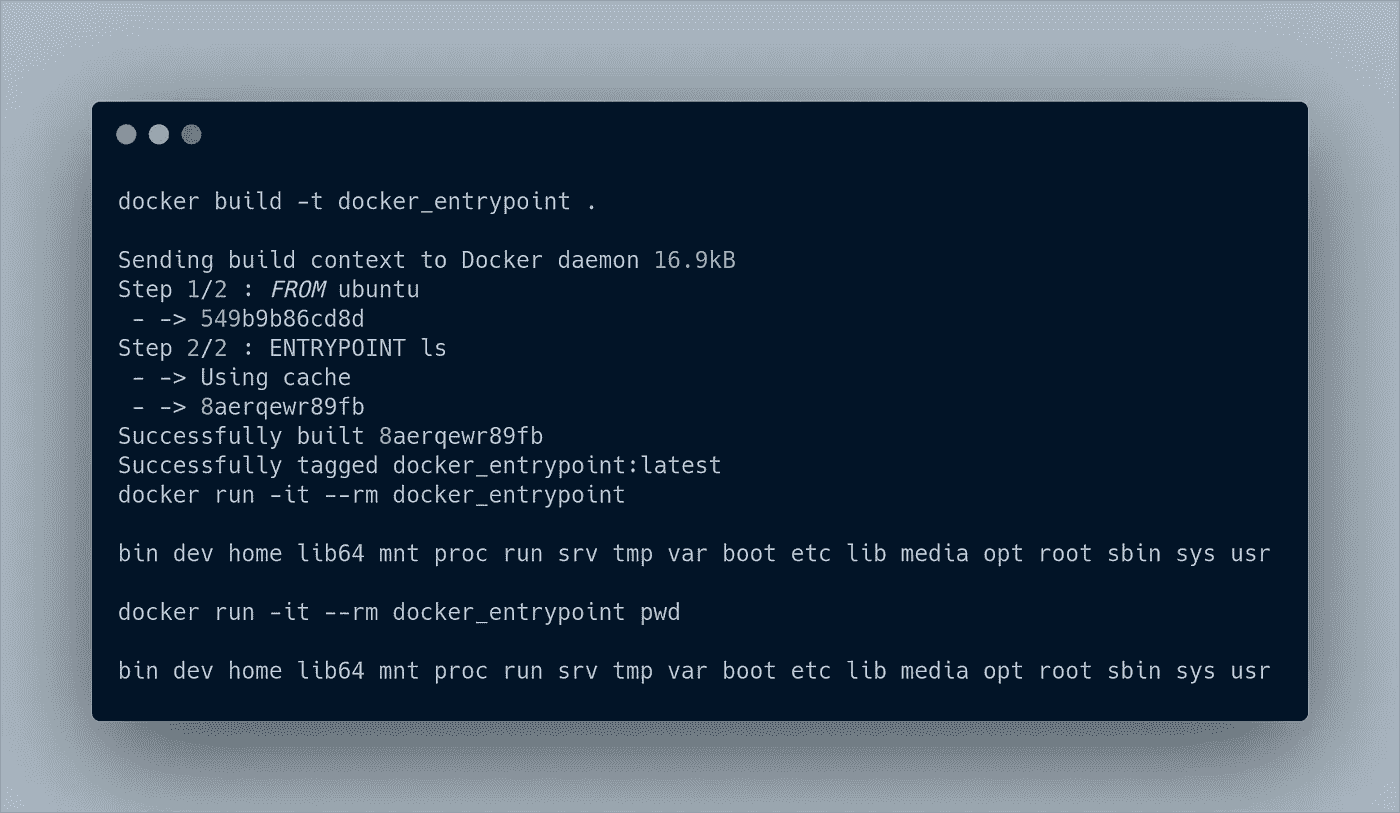 docker build -t docker_entrypoint .
Sending build context to Docker daemon 16.9kB
Step 1/2 : FROM ubuntu
- -> 549b9b86cd8d
Step 2/2 : ENTRYPOINT ls
- -> Using cache
- -> 8aerqewr89fb
Successfully built 8aerqewr89fb
Successfully tagged docker_entrypoint:latest
docker run -it --rm docker_entrypoint
bin dev home lib64 mnt proc run srv tmp var boot etc lib media opt root sbin sys usr
docker run -it --rm docker_entrypoint pwd
bin dev home lib64 mnt proc run srv tmp var boot etc lib media opt root sbin sys usr